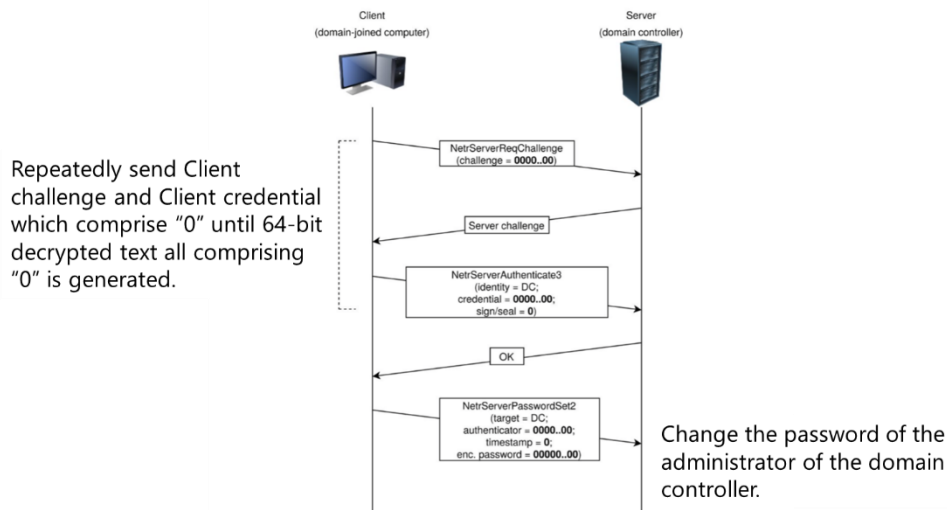 Client
(domain-joined computer)
Server
(domain controller)
NetrServerReqChallenge
(challenge = 0000..00)
Repeatedly send Client
challenge and Client credential
which comprise "0" until 64-bit
decrypted text all comprising
"0" is generated.
Server challenge
NetrServerAuthenticate3
(identity = DC;
credential = 0000..00;
sign/seal = 0)
OK
NetrServerPasswordSet2
(target = DC;
authenticator = 0000..00;
timestamp = 0;
enc. password = 00000..00)
Change the password of the
administrator of the domain
controller.